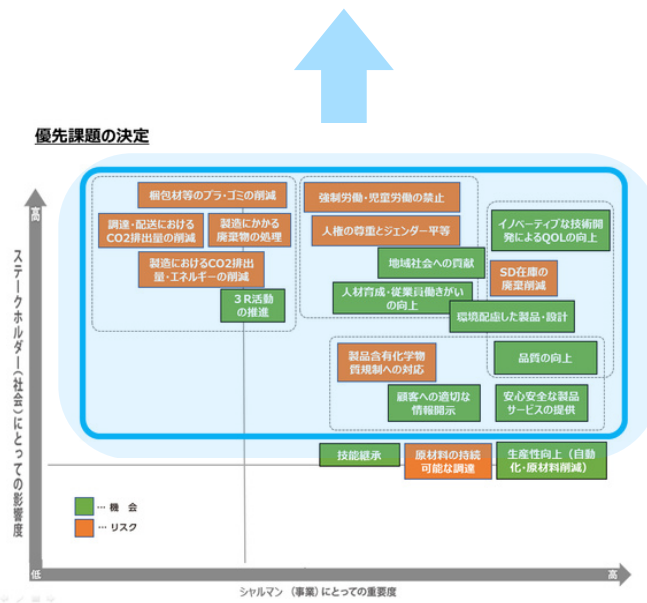 優先課題の決定
高
ステークホルダー(社会)にとっての影響度
梱包材等のプラ・ゴミの削減
調達・配送における
CO2排出量の削減
製造にかかる
廃棄物の処理
製造におけるCO2排出
量・エネルギーの削減
3R活動
の推進
強制労働・児童労働の禁止
人権の尊重とジェンダー平等
地域社会への貢献
人材育成・従業員働きがい
の向上
イノベーティブな技術開
発によるQOLの向上
SD在庫の
廃棄削減
環境配慮した製品・設計
製品含有化学物
質規制への対応
品質の向上
顧客への適切な
情報開示
安心安全な製品
サービスの提供
技能継承
原材料の持続
可能な調達
生産性向上(自動
化・原材料削減)
… 機 会
… リスク
低
高
シャルマン (事業)にとっての重要度